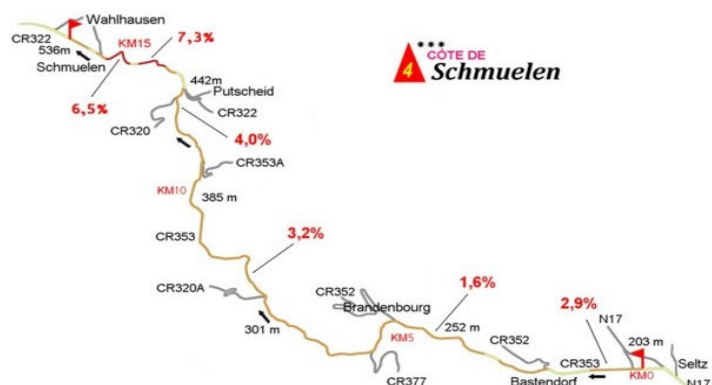 Wahlhausen
CR322
536m
KM15
7,3%
Schmuelen
6,5%
442m
Putscheid
CR320
CR322
4,0%
CR353A
KM10
385 m
CR353
3,2%
CR320A
301 m
CR352
Brandenbourg
1,6%
KM5
252 m
CR377
CR352
Bastendorf
2,9%
N17
CR353
203 m
KM0
Seltz
N17
***
4
CÔTE DE
Schmuelen